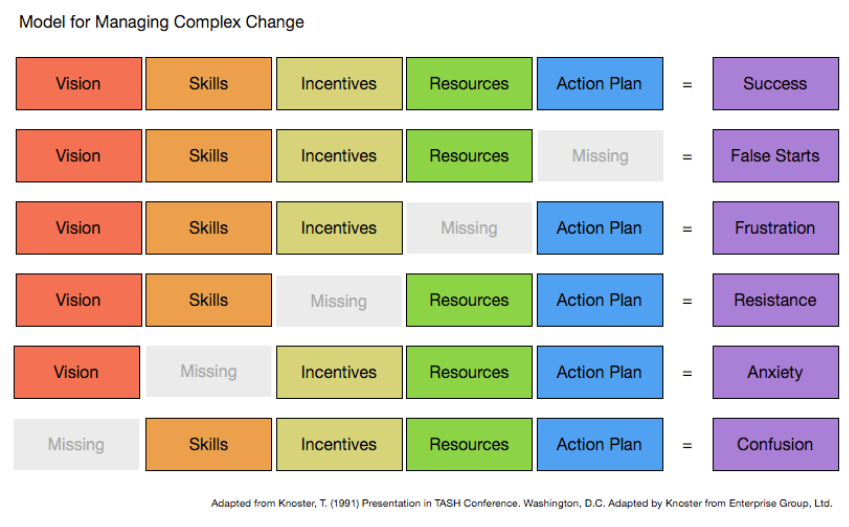 Model for Managing Complex Change
Vision Skills Incentives Resources Action Plan = Success
Vision Skills Incentives Resources Missing = False Starts
Vision Skills Incentives Missing Action Plan = Frustration
Vision Skills Missing Resources Action Plan = Resistance
Vision Missing Incentives Resources Action Plan = Anxiety
Missing Skills Incentives Resources Action Plan = Confusion
Adapted from Knoster, T. (1991) Presentation in TASH Conference. Washington, D.C. Adapted by Knoster from Enterprise Group, Ltd.